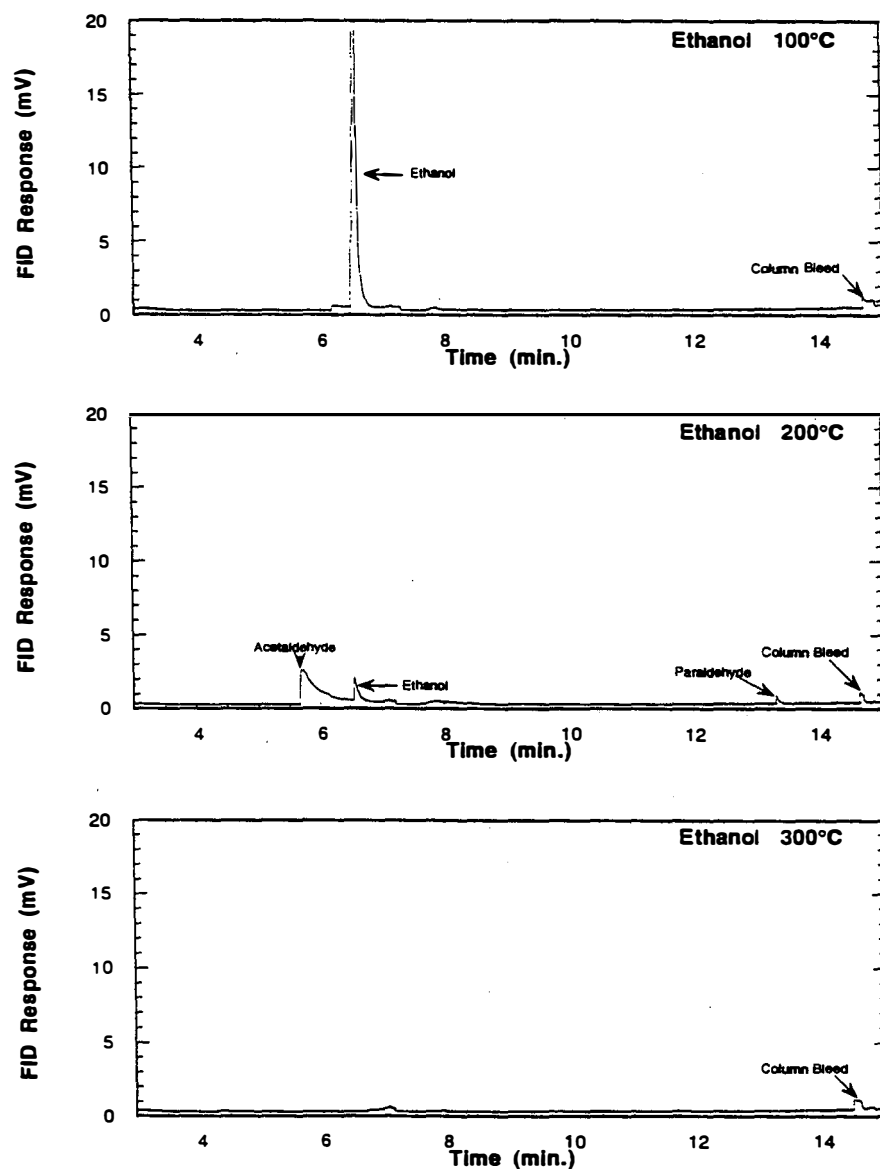 Ethanol 100°C
FID Response (mV)
20
15
10
5
0
Ethanol
Column Bleed
4 6 8 10 12 14
Time (min.)
Ethanol 200°C
FID Response (mV)
20
15
10
5
0
Acetaldehyde
Ethanol
Paraldehyde
Column Bleed
4 6 8 10 12 14
Time (min.)
Ethanol 300°C
FID Response (mV)
20
15
10
5
0
Column Bleed
4 6 8 10 12 14
Time (min.)